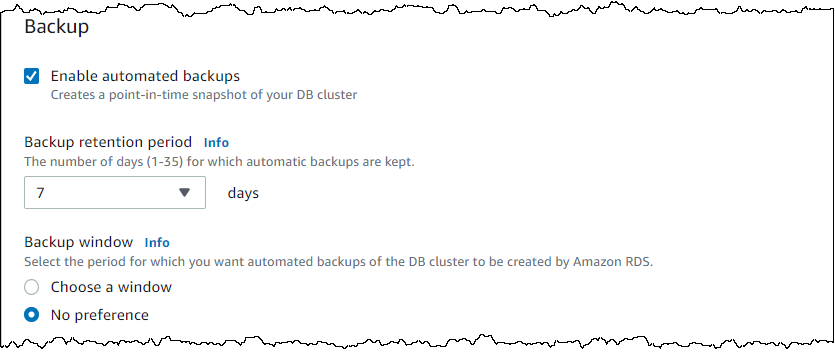 Backup
Enable automated backups
Creates a point-in-time snapshot of your DB cluster
Backup retention period Info
The number of days (1-35) for which automatic backups are kept.
7 days
Backup window Info
Select the period for which you want automated backups of the DB cluster to be created by Amazon RDS.
Choose a window
No preference